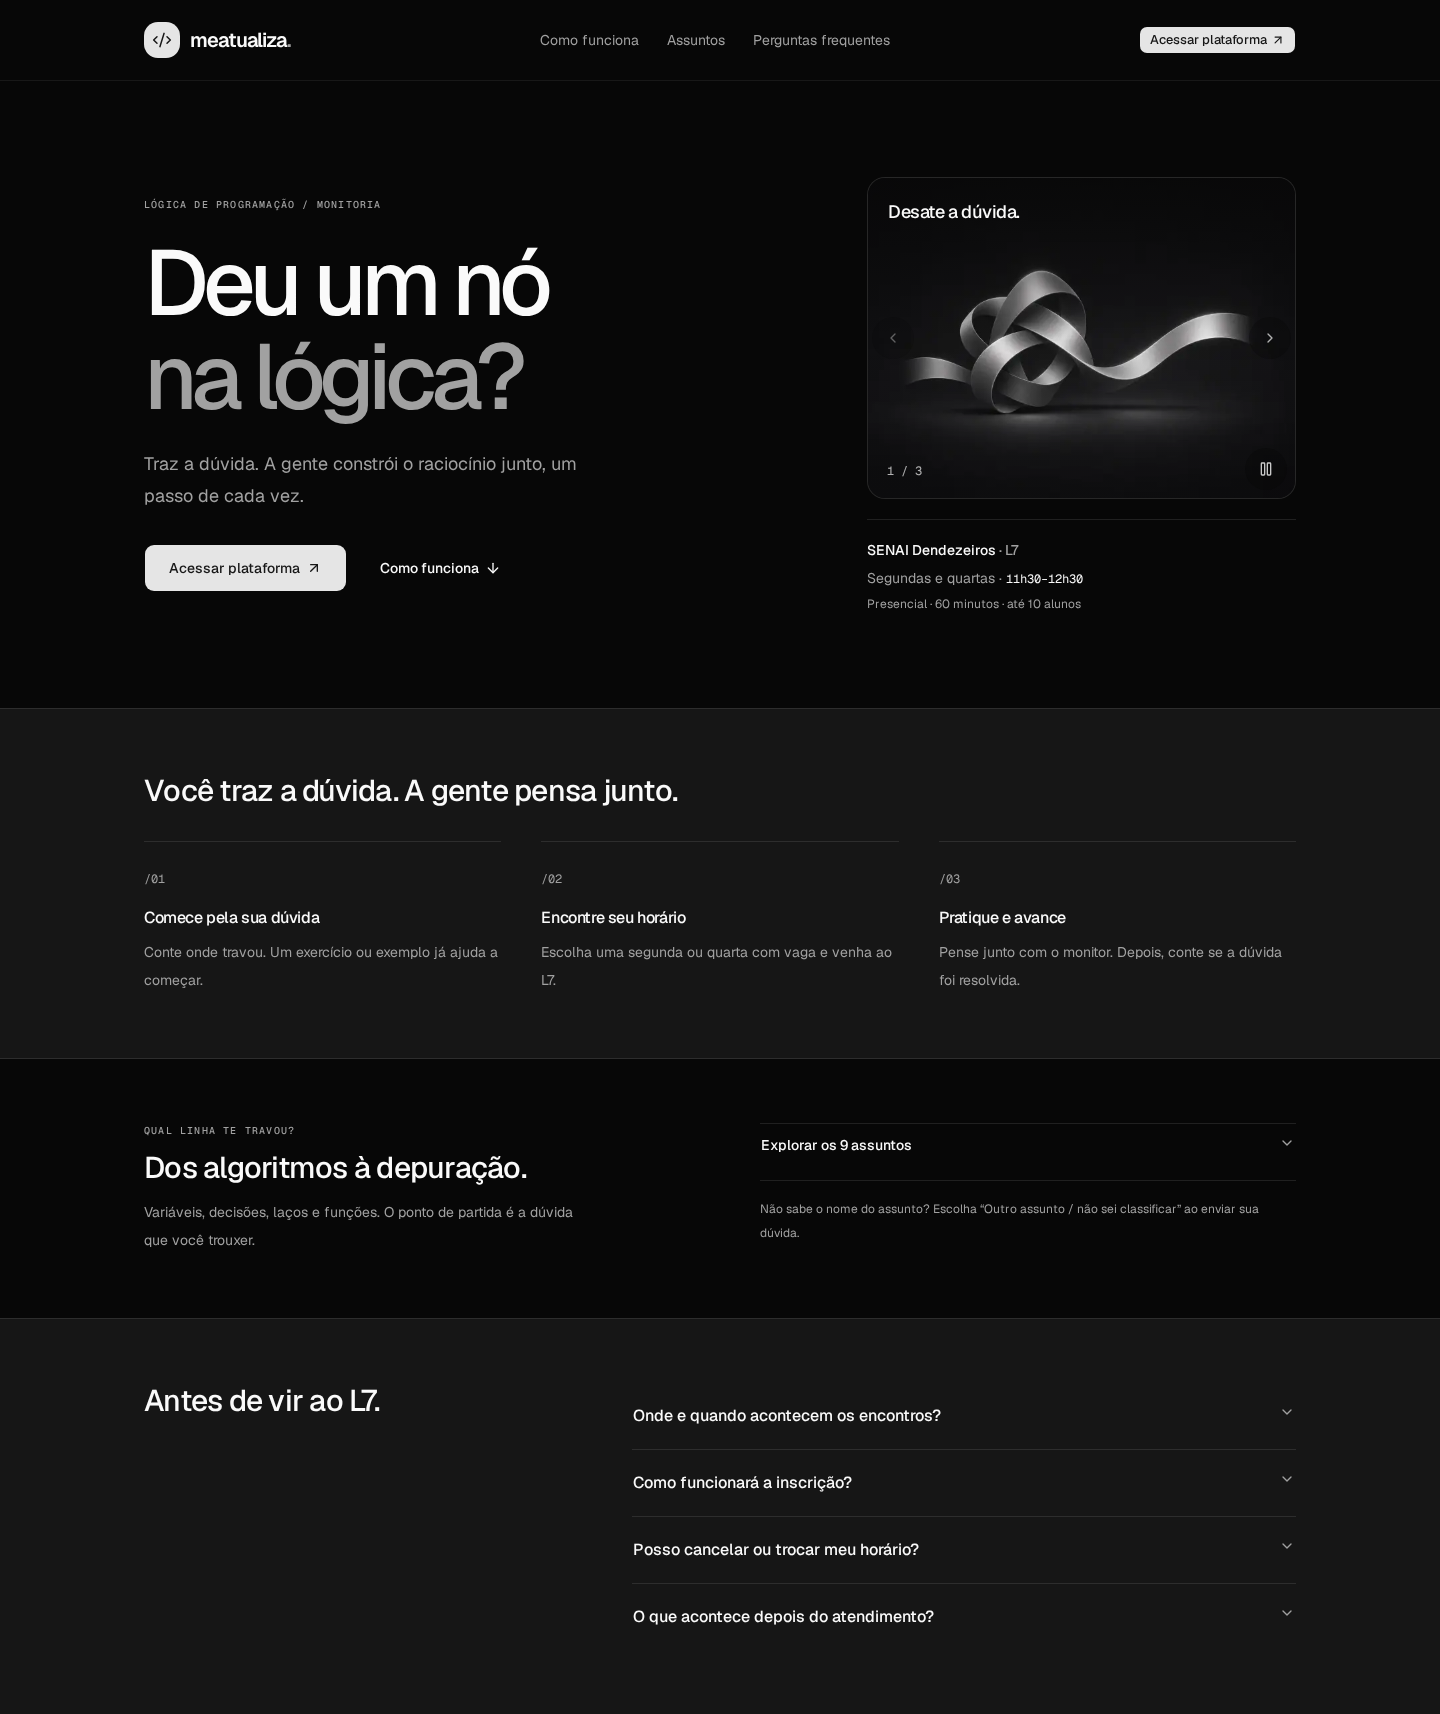 meatualiza.
Como funciona
Assuntos
Perguntas frequentes
Acessar plataforma
LÓGICA DE PROGRAMAÇÃO / MONITORIA
Deu um nó
na lógica?
Traz a dúvida. A gente constrói o raciocínio junto, um
passo de cada vez.
Acessar plataforma
Como funciona
Desate a dúvida.
1 / 3
SENAI Dendezeiros · L7
Segundas e quartas · 11h30–12h30
Presencial · 60 minutos · até 10 alunos
Você traz a dúvida. A gente pensa junto.
/01
Comece pela sua dúvida
Conte onde travou. Um exercício ou exemplo já ajuda a
começar.
/02
Encontre seu horário
Escolha uma segunda ou quarta com vaga e venha ao
L7.
/03
Pratique e avance
Pense junto com o monitor. Depois, conte se a dúvida
foi resolvida.
QUAL LINHA TE TRAVOU?
Dos algoritmos à depuração.
Variáveis, decisões, laços e funções. O ponto de partida é a dúvida
que você trouxer.
Explorar os 9 assuntos
Não sabe o nome do assunto? Escolha “Outro assunto / não sei classificar” ao enviar sua
dúvida.
Antes de vir ao L7.
Onde e quando acontecem os encontros?
Como funcionará a inscrição?
Posso cancelar ou trocar meu horário?
O que acontece depois do atendimento?